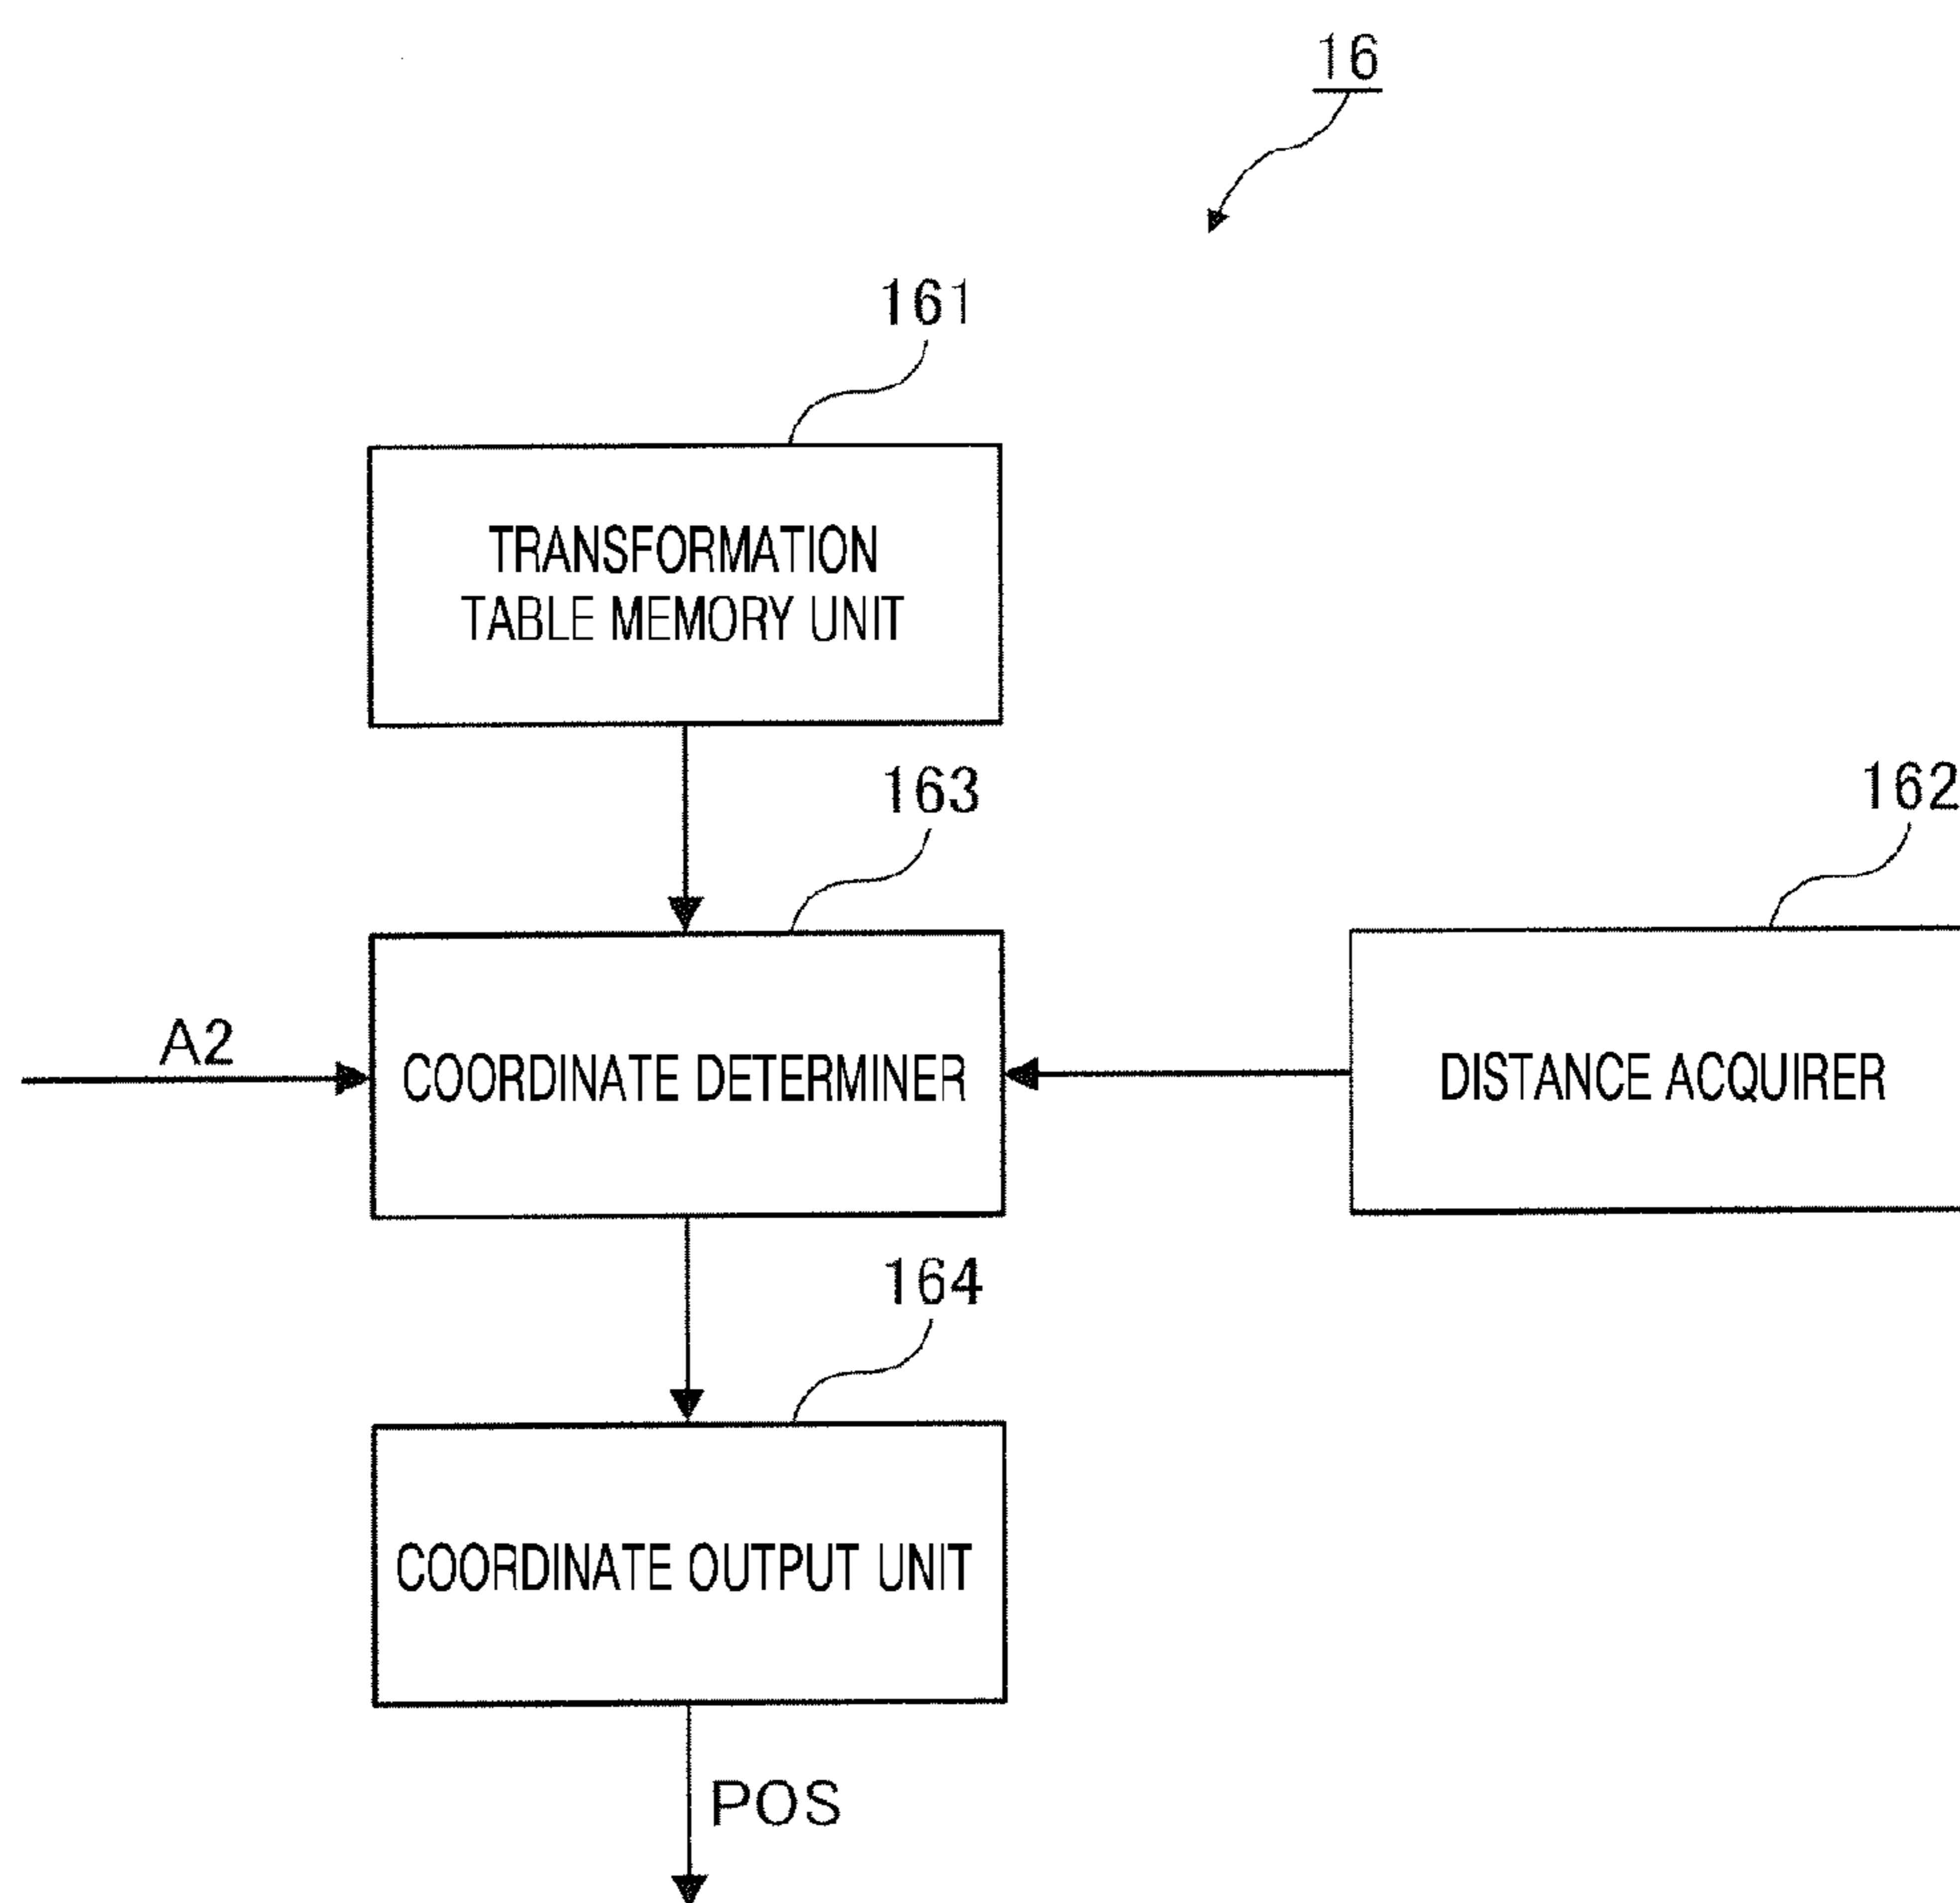 16
161
TRANSFORMATION
TABLE MEMORY UNIT
163
162
A2
COORDINATE DETERMINER
DISTANCE ACQUIRER
164
COORDINATE OUTPUT UNIT
POS